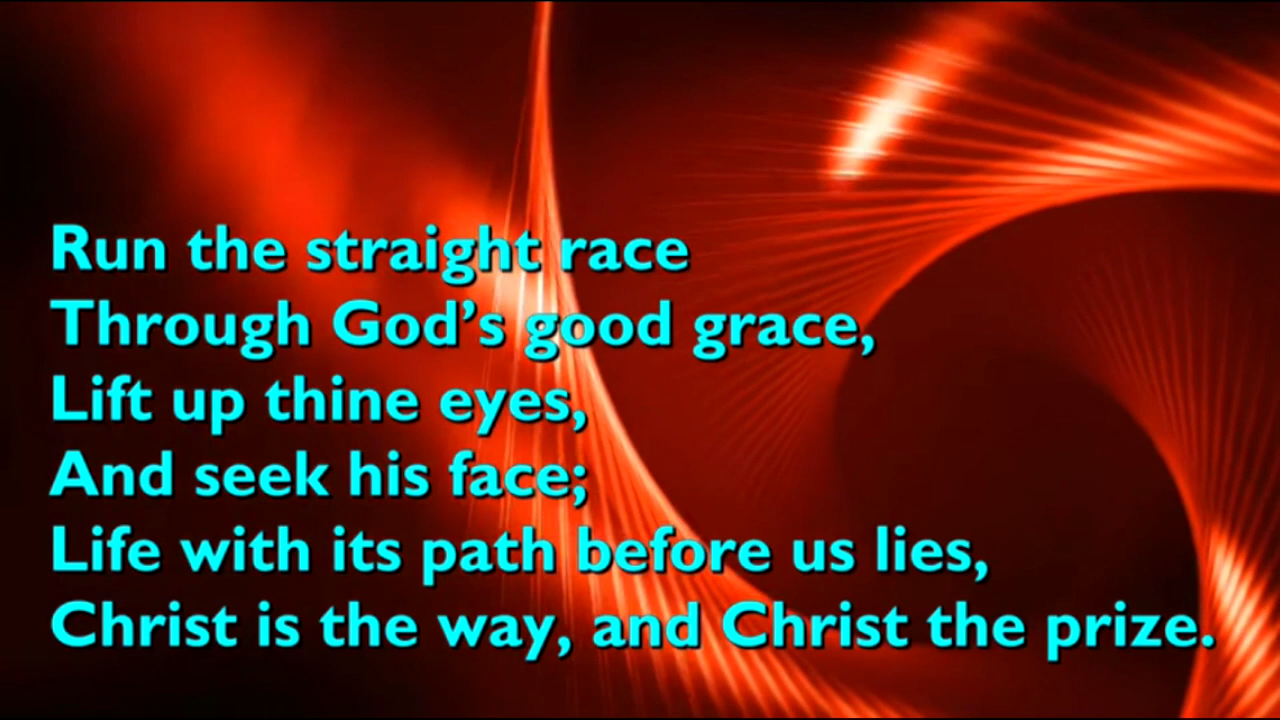 Run the straight race
Through God’s good grace,
Lift up thine eyes,
And seek his face;
Life with its path before us lies,
Christ is the way, and Christ the prize.